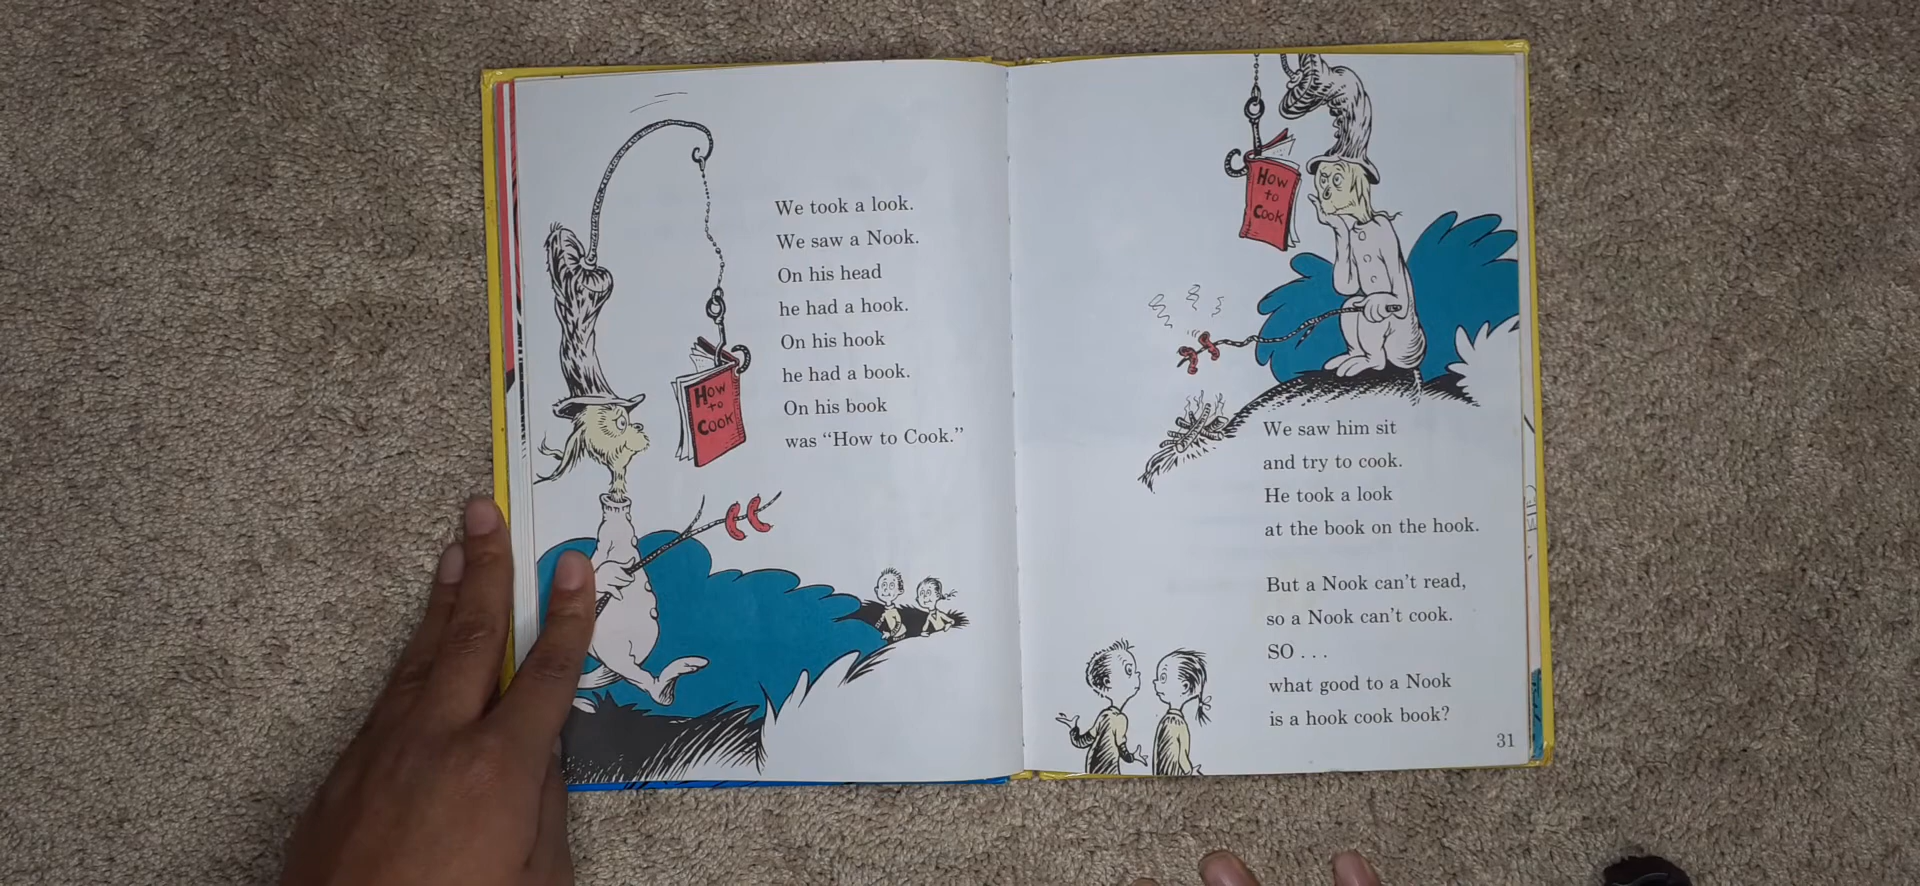 We took a look.
We saw a Nook.
On his head
he had a hook.
On his hook
he had a book.
On his book
was “How to Cook.”
How
to
Cook
How
to
Cook
We saw him sit
and try to cook.
He took a look
at the book on the hook.
But a Nook can’t read,
so a Nook can’t cook.
SO . . .
what good to a Nook
is a hook cook book?
31